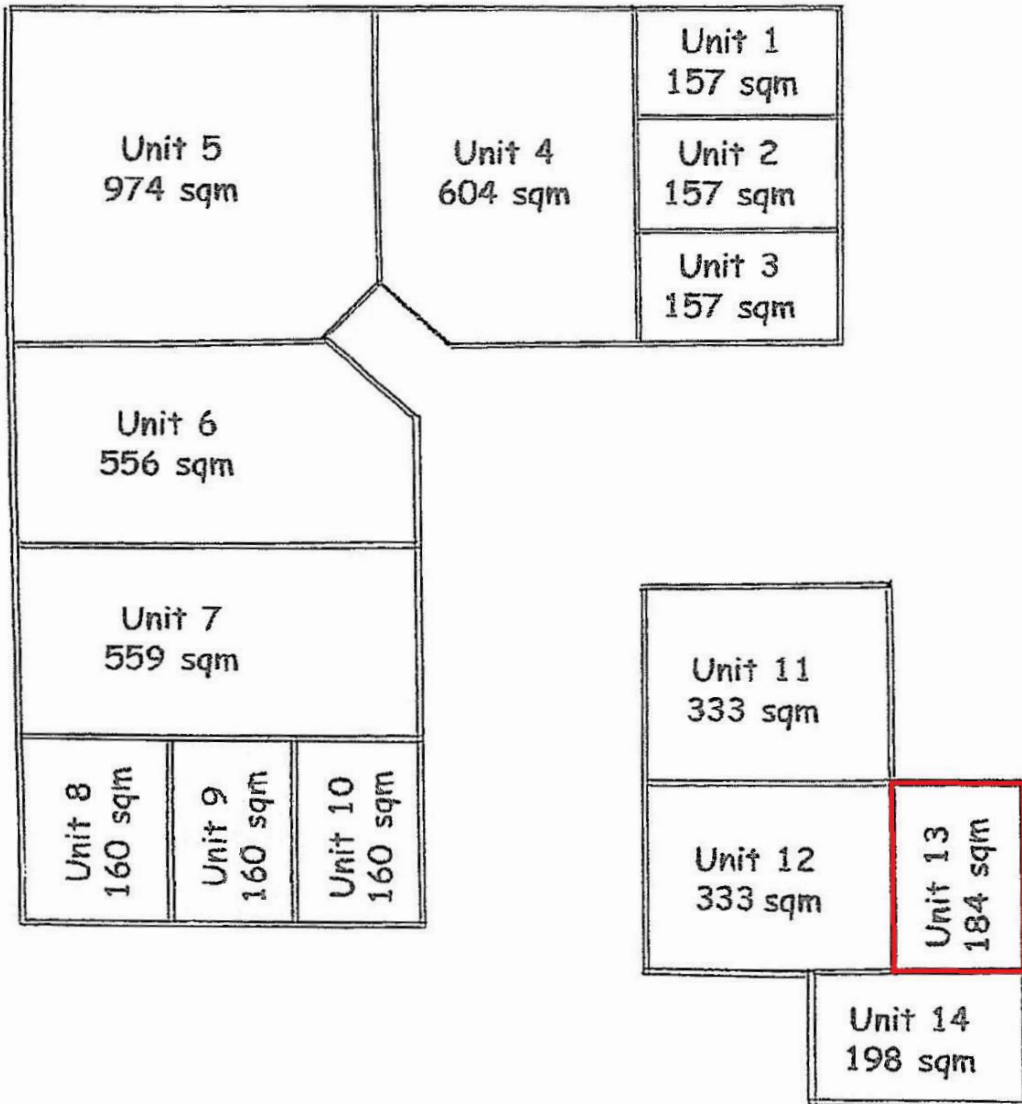 Unit 1
157 sqm
Unit 5
974 sqm
Unit 4
604 sqm
Unit 2
157 sqm
Unit 3
157 sqm
Unit 6
556 sqm
Unit 7
559 sqm
Unit 8
160 sqm
Unit 9
160 sqm
Unit 10
160 sqm
Unit 11
333 sqm
Unit 12
333 sqm
Unit 13
184 sqm
Unit 14
198 sqm